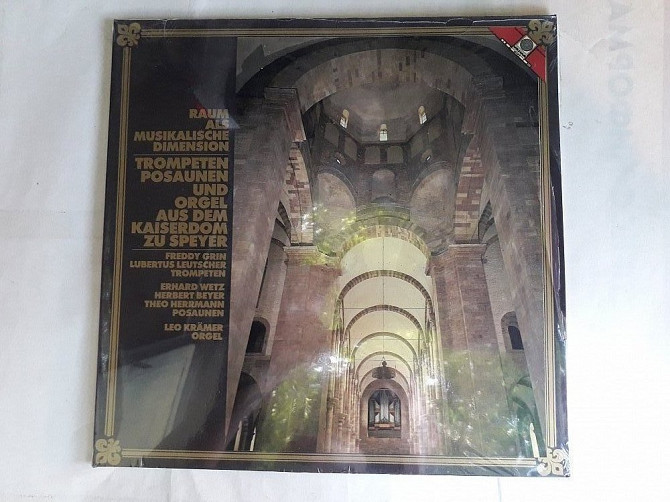 RAUM
ALS
MUSIKALISCHE
DIMENSION
TROMPETEN
POSAUNEN
UND
ORGEL
AUS DEM
KAISERDOM
ZU SPEYER
FREDDY GRIN
LUBERTUS LEUTSCHER
TROMPETEN
ERHARD WETZ
HERBERT BEYER
THEO HERRMANN
POSAUNEN
LEO KRÄMER
ORGEL